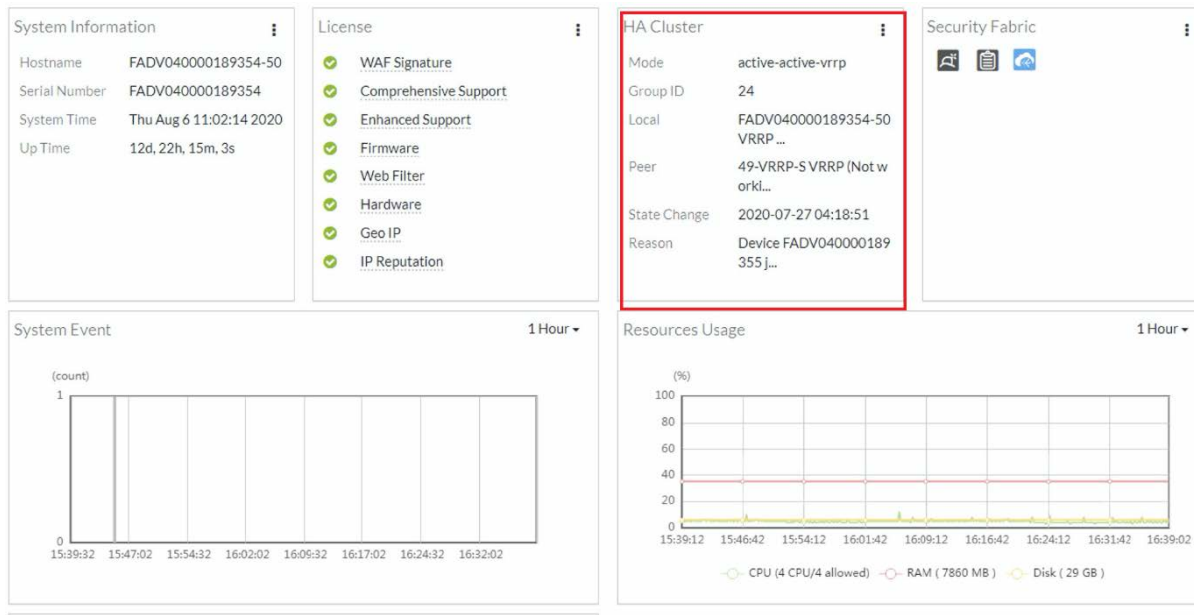 System Information
Hostname FADV040000189354-50
Serial Number FADV040000189354
System Time Thu Aug 6 11:02:14 2020
Up Time 12d, 22h, 15m, 3s
License
WAF Signature
Comprehensive Support
Enhanced Support
Firmware
Web Filter
Hardware
Geo IP
IP Reputation
HA Cluster
Mode active-active-vrrp
Group ID 24
Local FADV040000189354-50
VRRP ...
Peer 49-VRRP-S VRRP (Not w
orki...
State Change 2020-07-27 04:18:51
Reason Device FADV040000189
355 j...
Security Fabric
System Event 1 Hour
(count)
1
0
15:39:32 15:47:02 15:54:32 16:02:02 16:09:32 16:17:02 16:24:32 16:32:02
Resources Usage 1 Hour
(%)
100
80
60
40
20
0
15:39:12 15:46:42 15:54:12 16:01:42 16:09:12 16:16:42 16:24:12 16:31:42 16:39:02
CPU (4 CPU/4 allowed) RAM ( 7860 MB ) Disk ( 29 GB )